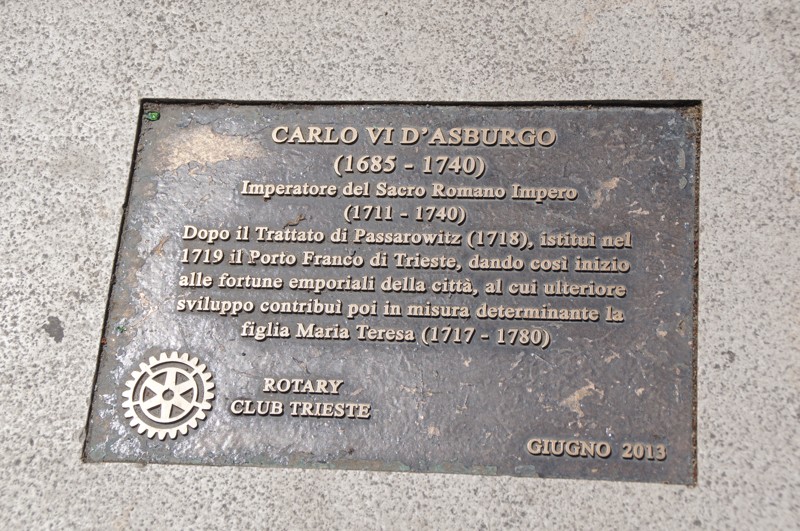 CARLO VI D'ASBURGO
(1685 - 1740)
Imperatore del Sacro Romano Impero
(1711 - 1740)
Dopo il Trattato di Passarowitz (1718), istituì nel
1719 il Porto Franco di Trieste, dando così inizio
alle fortune emporiali della città, al cui ulteriore
sviluppo contribuì poi in misura determinante la
figlia Maria Teresa (1717 - 1780)
ROTARY
CLUB TRIESTE
GIUGNO 2013